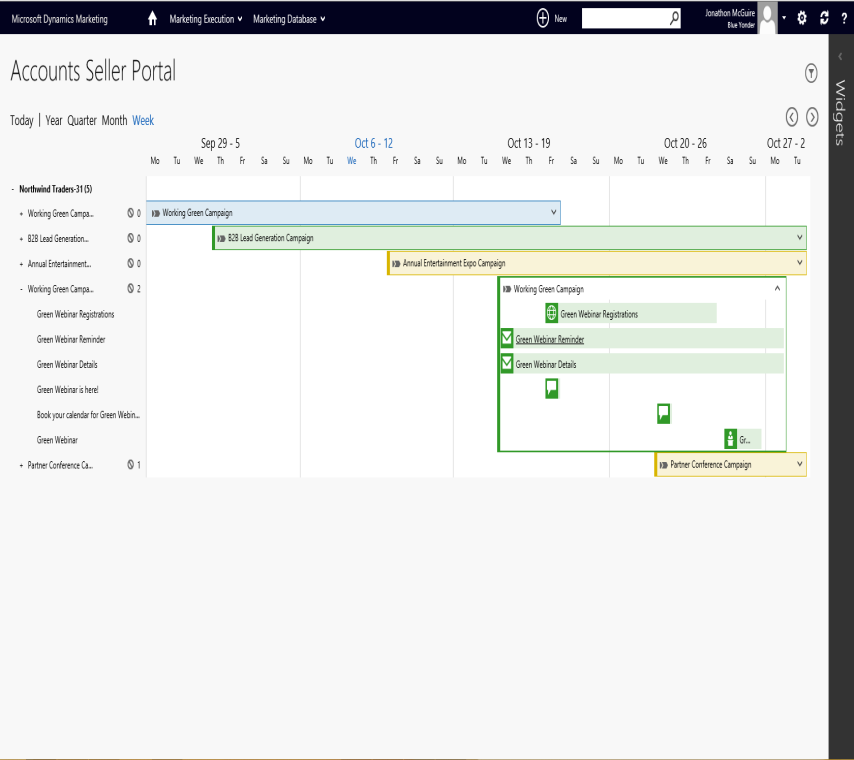 Microsoft Dynamics Marketing
Marketing Execution
Marketing Database
New
Jonathon McGuire
Blue Yonder
?
Widgets
Accounts Seller Portal
Today | Year Quarter Month Week
Sep 29 - 5 Oct 6 - 12 Oct 13 - 19 Oct 20 - 26 Oct 27 - 2
Mo Tu We Th Fr Sa Su Mo Tu We Th Fr Sa Su Mo Tu We Th Fr Sa Su Mo Tu We Th Fr Sa Su Mo Tu
- Northwind Traders-31 (5)
+ Working Green Campa... 0 Working Green Campaign
+ B2B Lead Generation... 0 B2B Lead Generation Campaign
+ Annual Entertainment... 0 Annual Entertainment Expo Campaign
- Working Green Campa... 2 Working Green Campaign
Green Webinar Registrations Green Webinar Registrations
Green Webinar Reminder Green Webinar Reminder
Green Webinar Details Green Webinar Details
Green Webinar is here!
Book your calendar for Green Webin...
Green Webinar Gr...
+ Partner Conference Ca... 1 Partner Conference Campaign